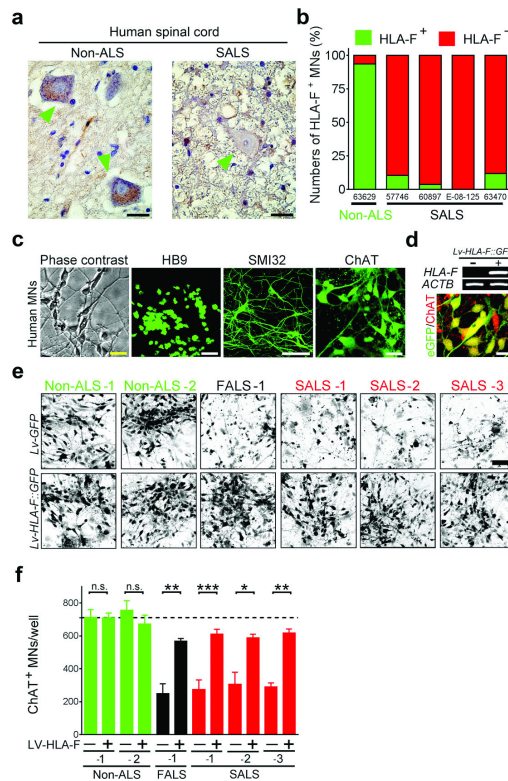 a
Human spinal cord
Non-ALS
SALS
b
HLA-F+
HLA-F-
Numbers of HLA-F+ MNs (%)
100
75
50
25
0
63629
57746
60897
E-08-125
63470
Non-ALS
SALS
c
Phase contrast
HB9
SMI32
ChAT
Human MNs
d
Lv-HLA-F::GF
- +
HLA-F
ACTB
eGFP/ChAT
e
Non-ALS -1
Non-ALS -2
FALS -1
SALS -1
SALS -2
SALS -3
Lv-GFP
Lv-HLA-F::GFP
f
n.s. n.s. ** *** * **
ChAT+ MNs/well
800
600
400
200
0
LV-HLA-F
— + — + — + — + — + — +
-1 -2 -1 -1 -2 -3
Non-ALS FALS SALS